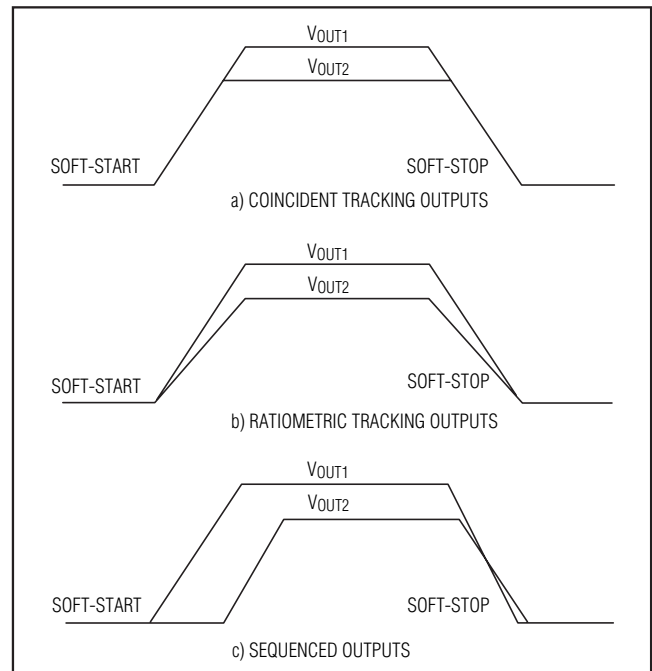 VOUT1
VOUT2
SOFT-START
SOFT-STOP
a) COINCIDENT TRACKING OUTPUTS
VOUT1
VOUT2
SOFT-START
SOFT-STOP
b) RATIOMETRIC TRACKING OUTPUTS
VOUT1
VOUT2
SOFT-START
SOFT-STOP
c) SEQUENCED OUTPUTS